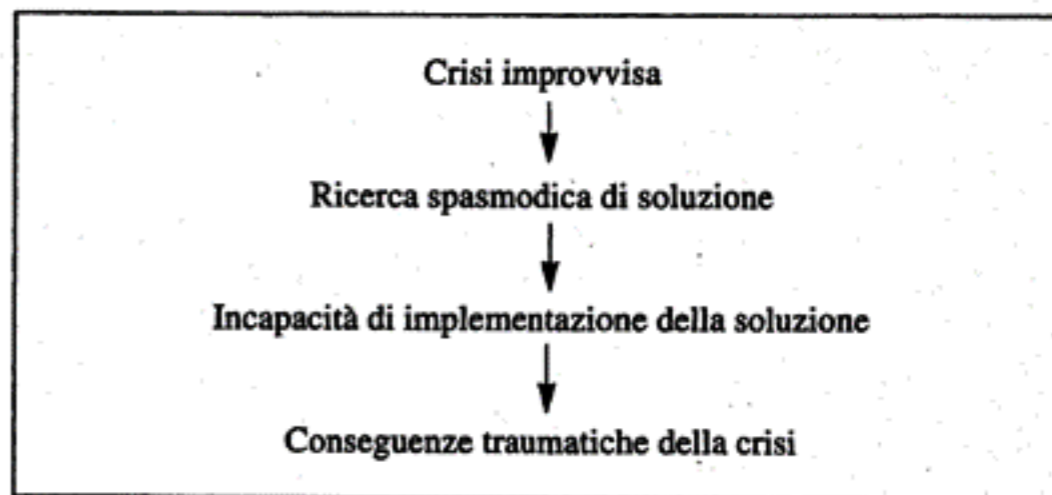 Crisi improvvisa
Ricerca spasmodica di soluzione
Incapacità di implementazione della soluzione
Conseguenze traumatiche della crisi